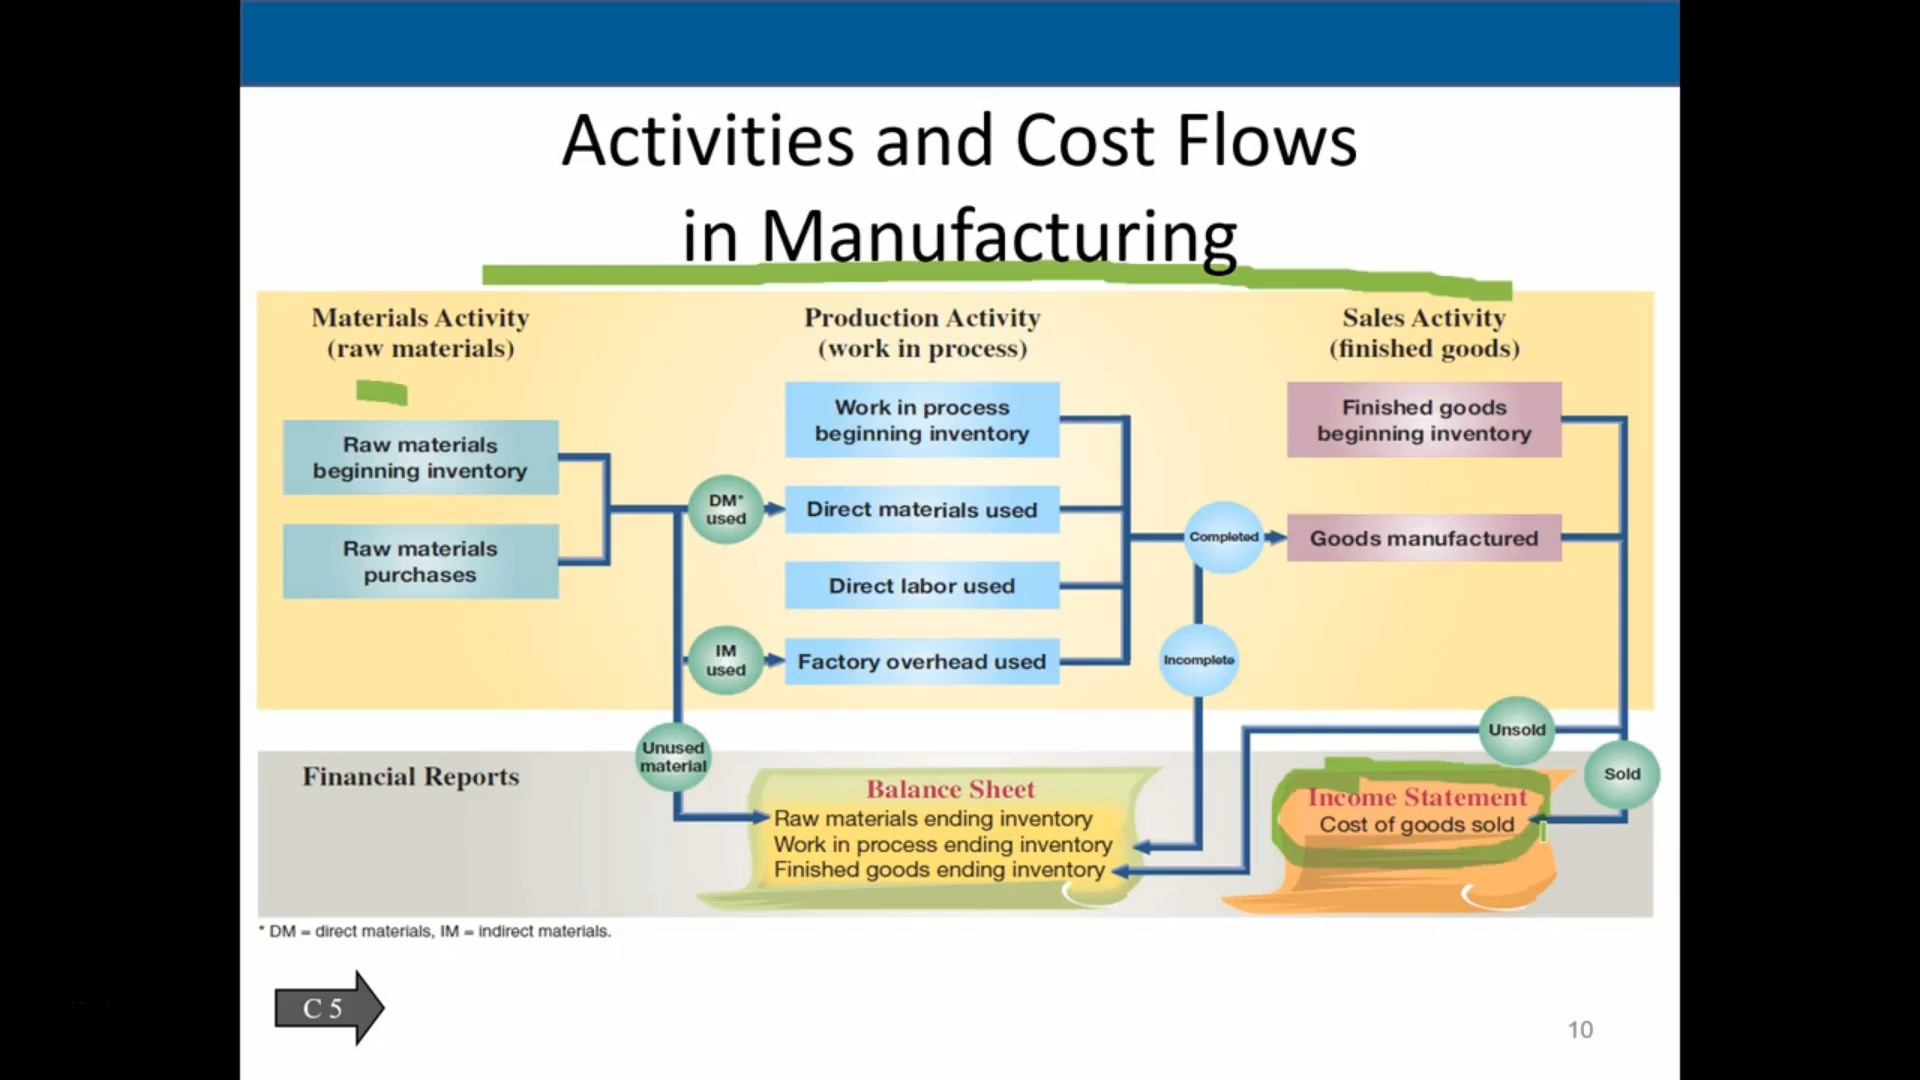 Activities and Cost Flows
in Manufacturing
Materials Activity
(raw materials)
Production Activity
(work in process)
Sales Activity
(finished goods)
Raw materials
beginning inventory
Raw materials
purchases
DM*
used
IM
used
Unused
material
Work in process
beginning inventory
Direct materials used
Direct labor used
Factory overhead used
Completed
Incomplete
Finished goods
beginning inventory
Goods manufactured
Unsold
Sold
Financial Reports
Balance Sheet
Raw materials ending inventory
Work in process ending inventory
Finished goods ending inventory
Income Statement
Cost of goods sold
* DM = direct materials, IM = indirect materials.
C 5
10